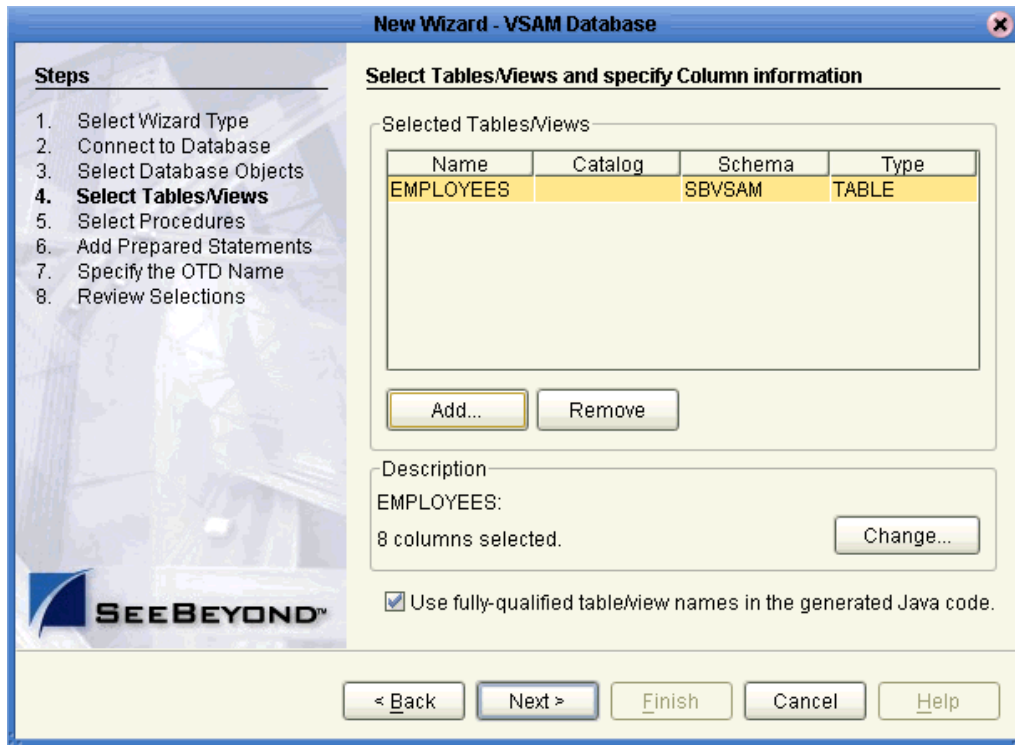 New Wizard - VSAM Database
Steps
1. Select Wizard Type
2. Connect to Database
3. Select Database Objects
4. Select Tables/Views
5. Select Procedures
6. Add Prepared Statements
7. Specify the OTD Name
8. Review Selections
SEEBEYOND™
Select Tables/Views and specify Column information
Selected Tables/Views
Name Catalog Schema Type
EMPLOYEES SBVSAM TABLE
Add... Remove
Description
EMPLOYEES:
8 columns selected.
Change...
Use fully-qualified table/view names in the generated Java code.
< Back Next > Finish Cancel Help